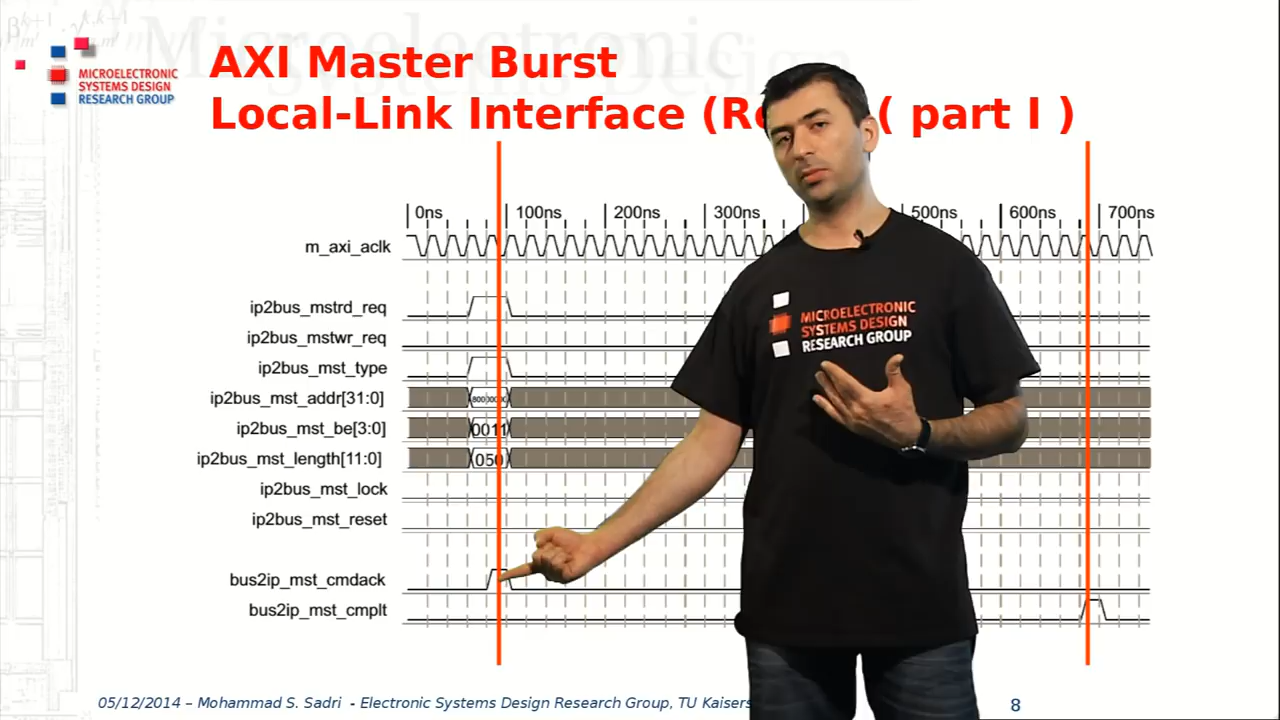 MICROELECTRONIC
SYSTEMS DESIGN
RESEARCH GROUP
AXI Master Burst
Local-Link Interface ( part I )
0ns 100ns 200ns 300ns 500ns 600ns 700ns
m_axi_aclk
ip2bus_mstrd_req
ip2bus_mstwr_req
ip2bus_mst_type
ip2bus_mst_addr[31:0]
ip2bus_mst_be[3:0] 0011
ip2bus_mst_length[11:0] 050
ip2bus_mst_lock
ip2bus_mst_reset
bus2ip_mst_cmdack
bus2ip_mst_cmplt
MICROELECTRONIC
SYSTEMS DESIGN
RESEARCH GROUP
05/12/2014 – Mohammad S. Sadri - Electronic Systems Design Research Group, TU
8